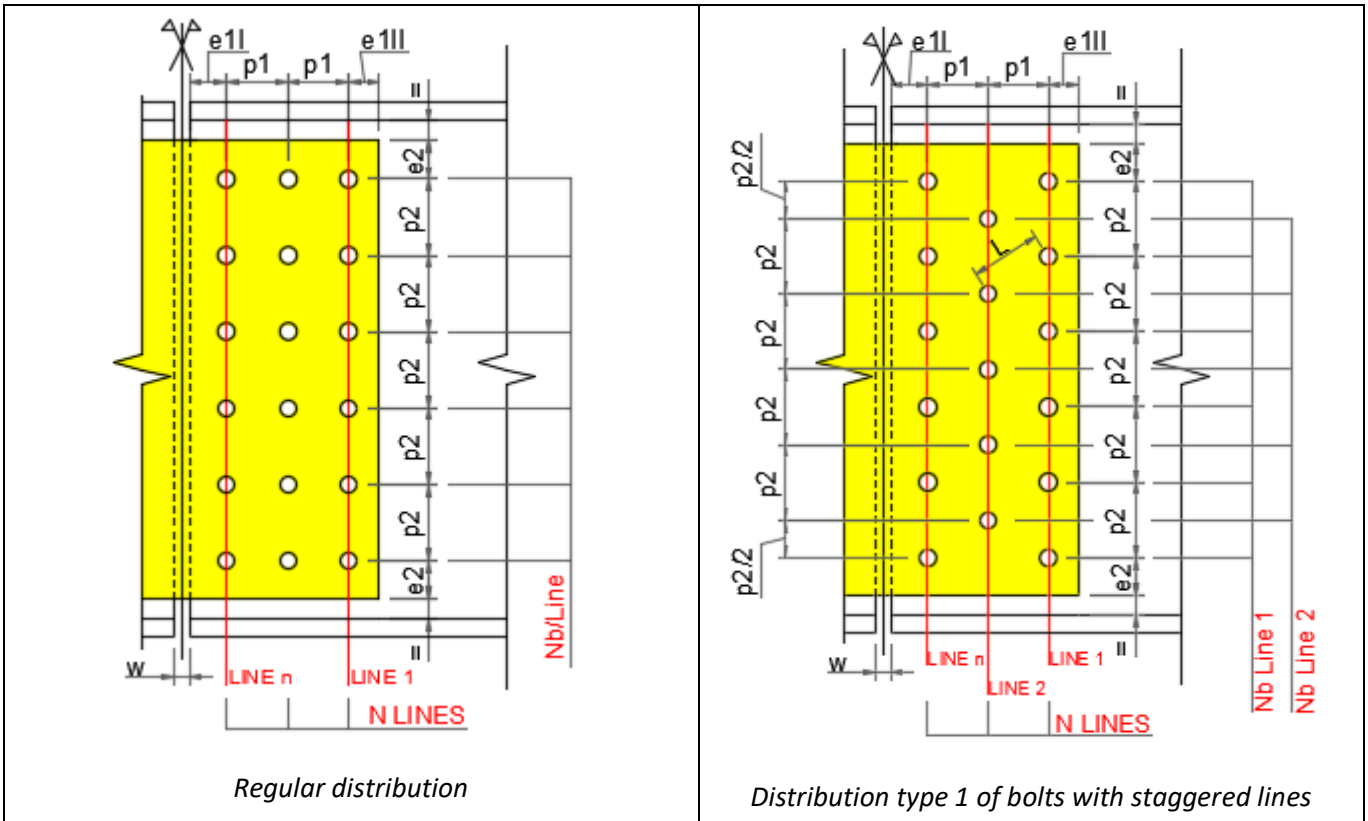 e1I
e1II
p1
p1
II
e2
p2
p2
p2
p2
p2
e2
II
Nb/Line
W
LINE n
LINE 1
N LINES
Regular distribution
e1I
e1II
p1
p1
II
p2/2
e2
p2
p2
L
p2
p2
p2
p2
p2
p2
p2
p2/2
e2
II
W
LINE n
LINE 1
LINE 2
N LINES
Nb Line 1
Nb Line 2
Distribution type 1 of bolts with staggered lines